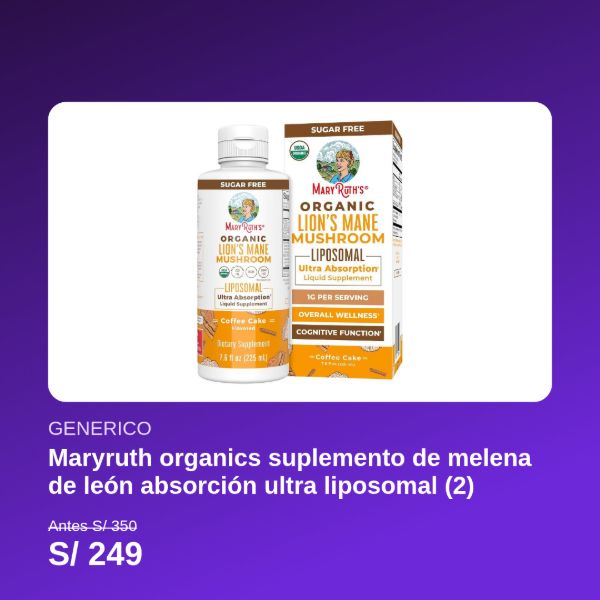 SUGAR FREE
MARYRUTH'S®
ORGANIC
LION'S MANE
MUSHROOM
LIPOSOMAL
Ultra Absorption†
Liquid Supplement
Coffee Cake
Flavored
Dietary Supplement
7.6 fl oz (225 mL)
SUGAR FREE
USDA
MARYRUTH'S®
ORGANIC
LION'S MANE
MUSHROOM
LIPOSOMAL
Ultra Absorption†
Liquid Supplement
1G PER SERVING
OVERALL WELLNESS†
COGNITIVE FUNCTION†
Coffee Cake
GENERICO
Maryruth organics suplemento de melena
de león absorción ultra liposomal (2)
Antes S/ 350
S/ 249